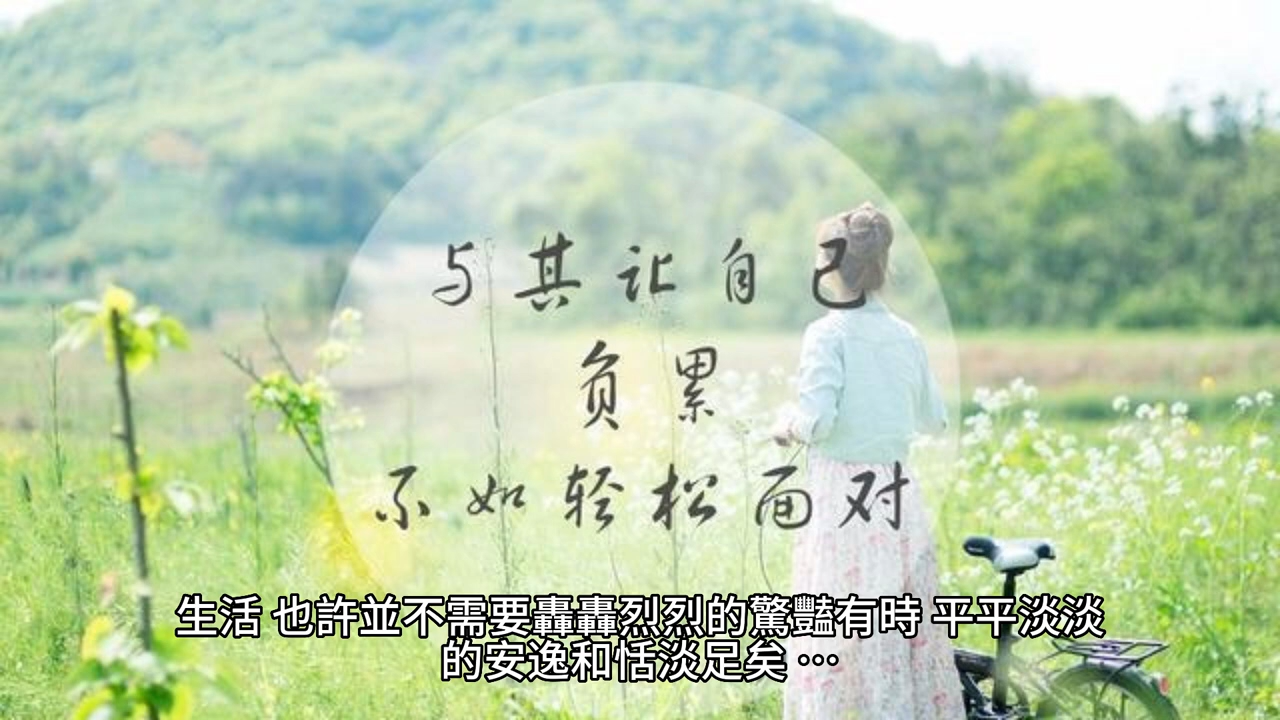 与其让自己
负累
不如轻松面对
生活 也許並不需要轟轟烈烈的驚豔有時 平平淡淡
的安逸和恬淡足矣 …